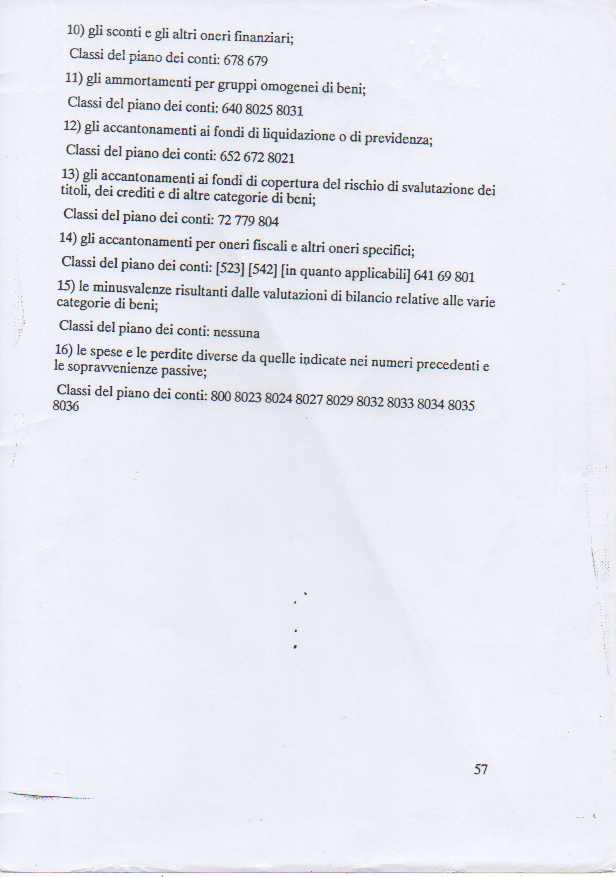 10) gli sconti e gli altri oneri finanziari;
Classi del piano dei conti: 678 679
11) gli ammortamenti per gruppi omogenei di beni;
Classi del piano dei conti: 640 8025 8031
12) gli accantonamenti ai fondi di liquidazione o di previdenza;
Classi del piano dei conti: 652 672 8021
13) gli accantonamenti ai fondi di copertura del rischio di svalutazione dei
titoli, dei crediti e di altre categorie di beni;
Classi del piano dei conti: 72 779 804
14) gli accantonamenti per oneri fiscali e altri oneri specifici;
Classi del piano dei conti: [523] [542] [in quanto applicabili] 641 69 801
15) le minusvalenze risultanti dalle valutazioni di bilancio relative alle varie
categorie di beni;
Classi del piano dei conti: nessuna
16) le spese e le perdite diverse da quelle indicate nei numeri precedenti e
le sopravvenienze passive;
Classi del piano dei conti: 800 8023 8024 8027 8029 8032 8033 8034 8035
8036
57